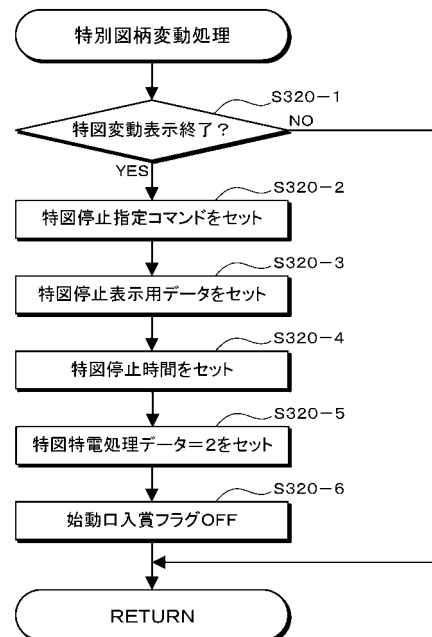 特別図柄変動処理
S320-1
特図変動表示終了？
NO
YES
S320-2
特図停止指定コマンドをセット
S320-3
特図停止表示用データをセット
S320-4
特図停止時間をセット
S320-5
特図特電処理データ＝2をセット
S320-6
始動口入賞フラグOFF
RETURN